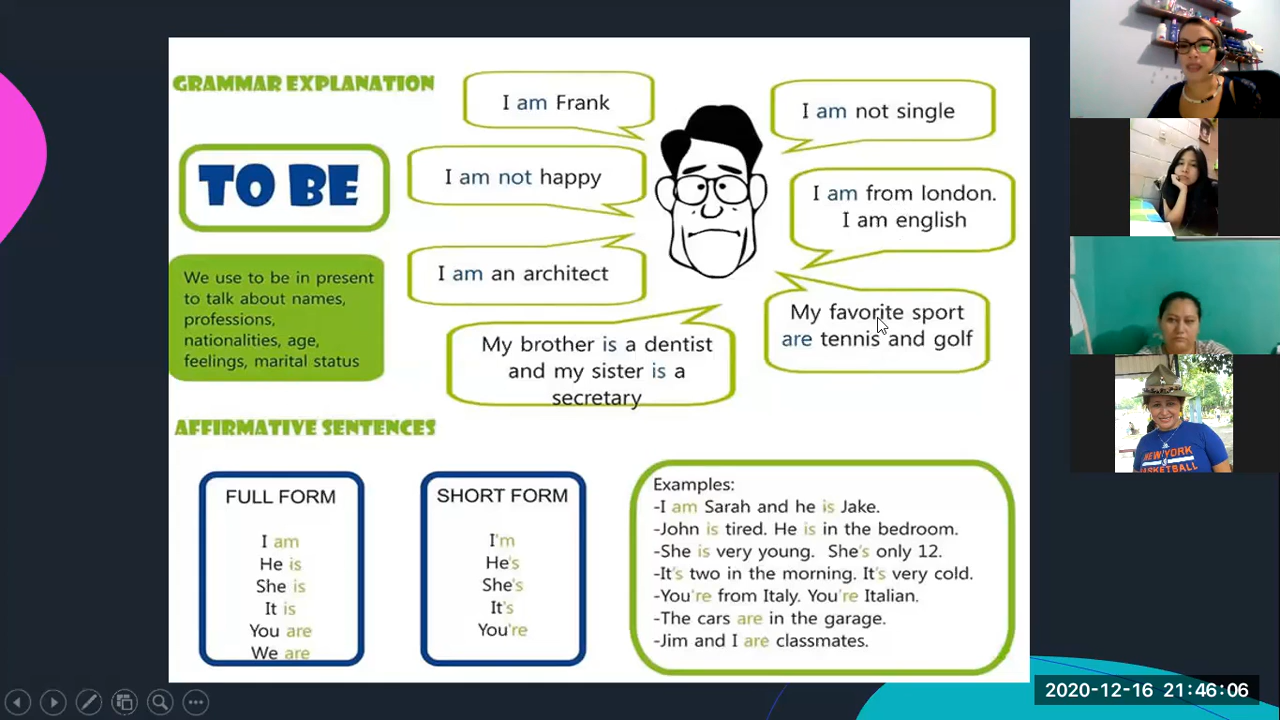 GRAMMAR EXPLANATION
TO BE
We use to be in present
to talk about names,
professions,
nationalities, age,
feelings, marital status
I am Frank
I am not happy
I am an architect
My brother is a dentist
and my sister is a
secretary
I am not single
I am from london.
I am english
My favorite sport
are tennis and golf
AFFIRMATIVE SENTENCES
FULL FORM
I am
He is
She is
It is
You are
We are
SHORT FORM
I'm
He's
She's
It's
You're
Examples:
-I am Sarah and he is Jake.
-John is tired. He is in the bedroom.
-She is very young. She's only 12.
-It's two in the morning. It's very cold.
-You're from Italy. You're Italian.
-The cars are in the garage.
-Jim and I are classmates.
NEW YORK
BASKETBALL
2020-12-16 21:46:06